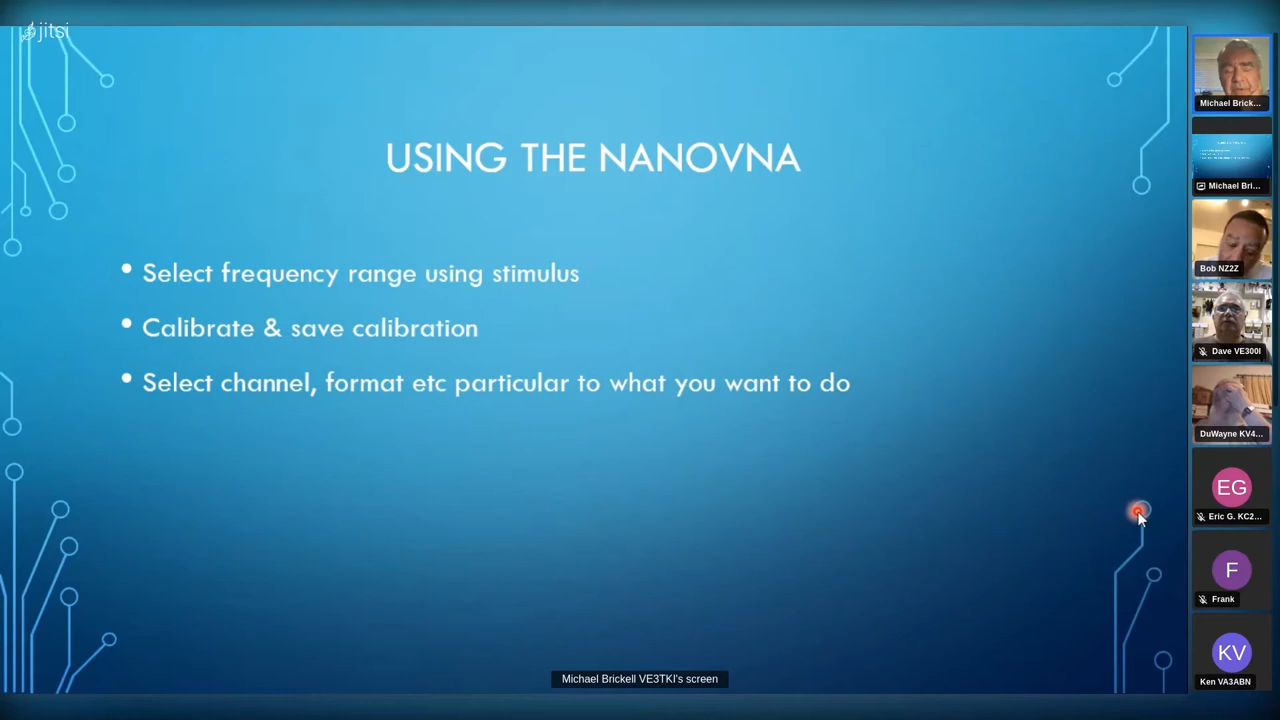 jitsi
USING THE NANOVNA
• Select frequency range using stimulus
• Calibrate & save calibration
• Select channel, format etc particular to what you want to do
Michael Brickell VE3TKI's screen
Michael Brick...
Michael Bri...
Bob NZ2Z
Dave VE3OOI
DuWayne KV4...
EG
Eric G. KC2...
F
Frank
KV
Ken VA3ABN